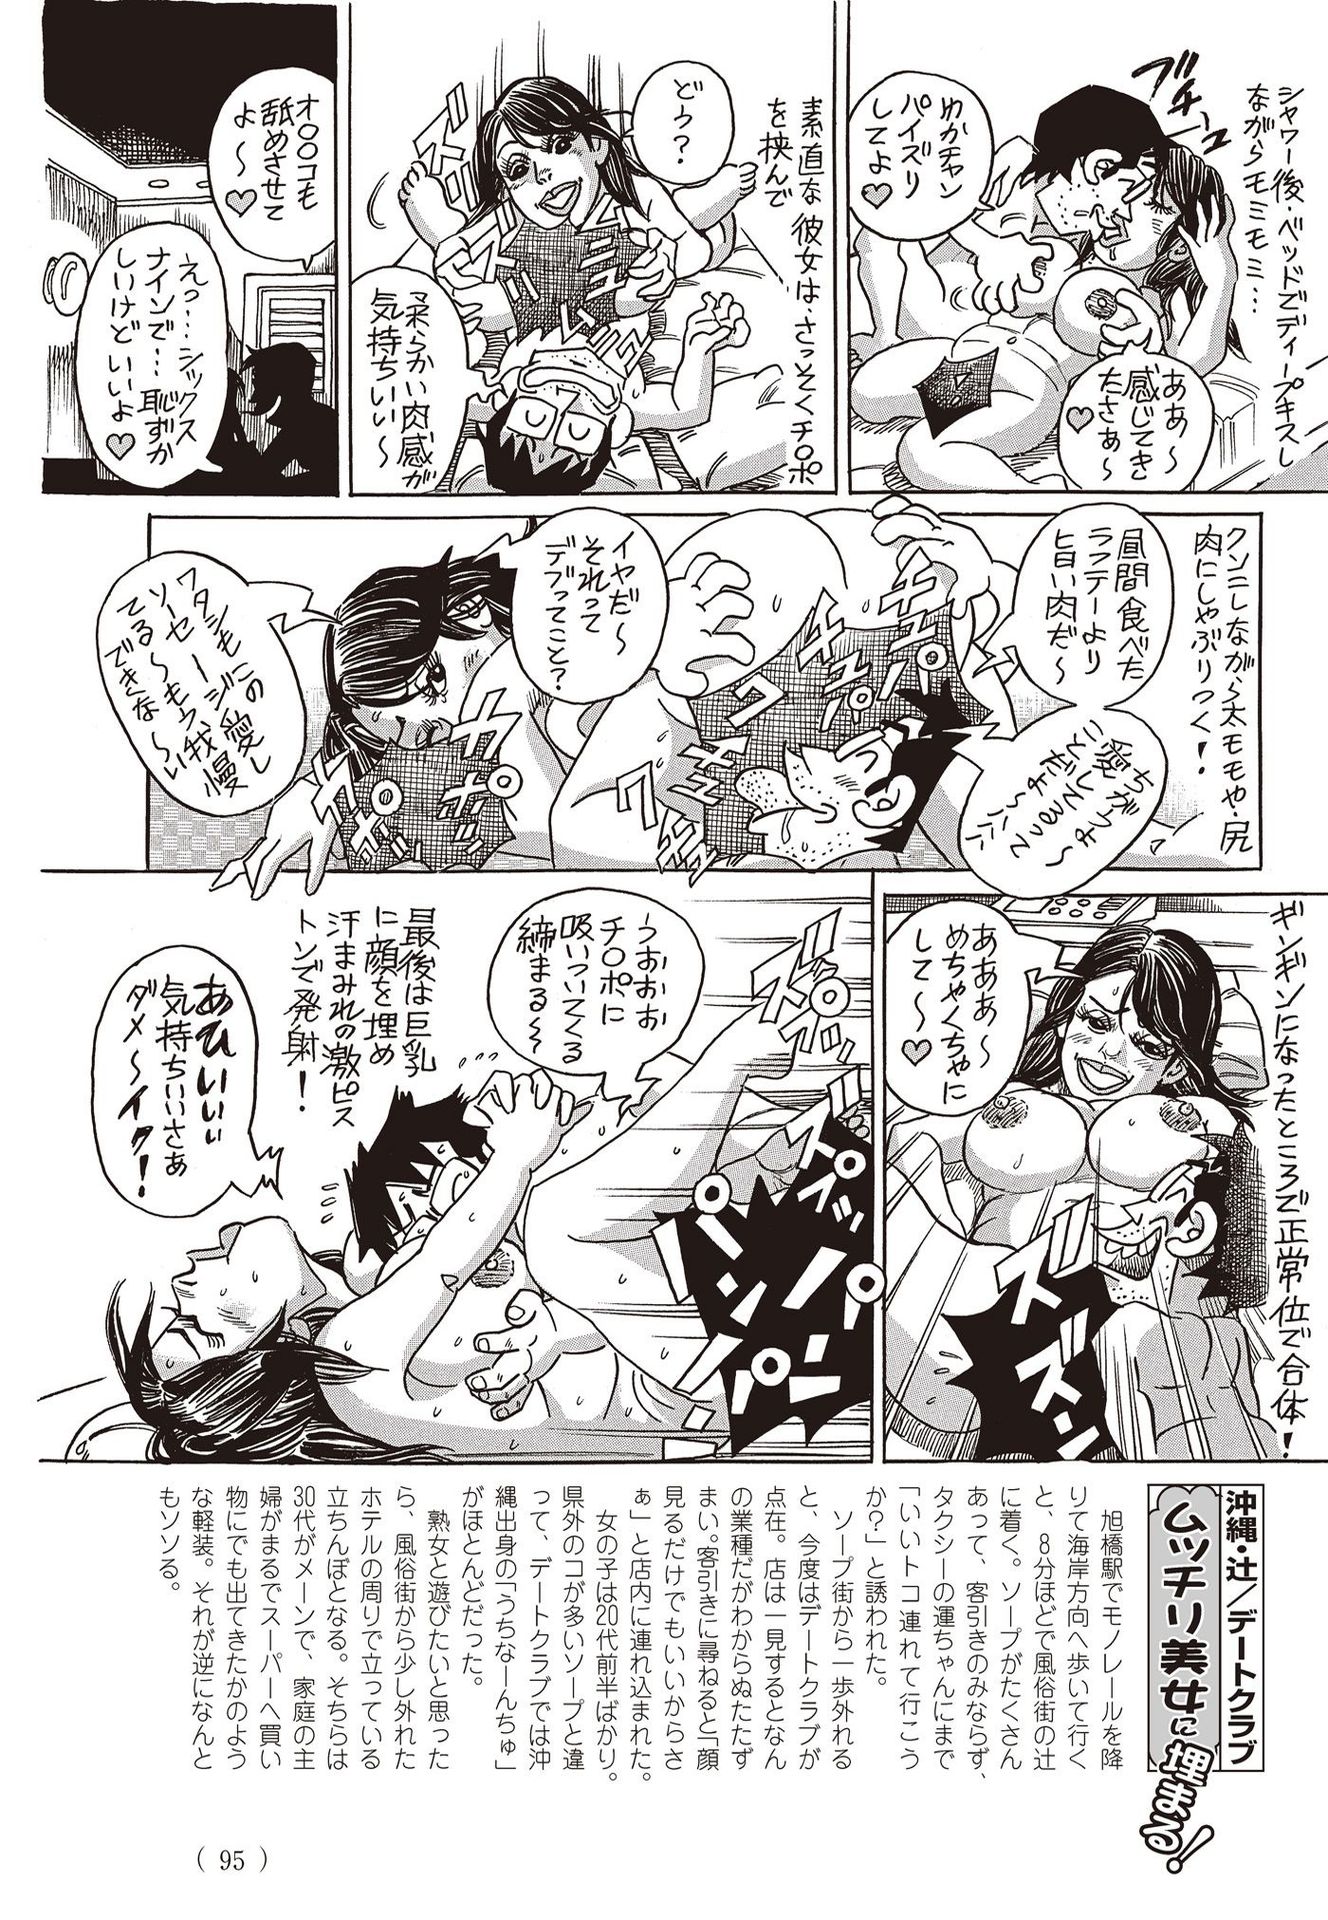 シャワー後・ベッドでディープキスし
ながらモミモミ…
ブチューッ
ああ〜
感じてき
たさぁ〜♥
ゆかチャン
パイズリ
してよ♥
素直な彼女は、さっそくチ○ポ
を挟んで
どう?
柔らかい肉感が
気持ちいい〜
オ○○コも
舐めさせて
よ〜♥
えっ…シックス
ナインで…恥ずか
しいけどいいよ♥
クンニしながら太モモや・尻
肉にしゃぶりつく!
昼間食べた
ラフテーより
旨い肉だ〜
イヤだ〜
それって
デブってこと?
ちがうよ〜
愛してるって
ことだよ〜ハハ
ワタシもこの
ソーセージ愛し
てる〜もう我慢
できな〜い
ギンギンになったところで正常位で合体!
あああ〜
めちゃくちゃに
して〜♥
ズン
ズン
〜うおおお
チ○ポに
吸いついてくる
締まる〜
最後は巨乳
に顔を埋め
汗まみれの激ピス
トンで発射!
あひいいい
気持ちいいさぁ
ダメ〜イク!
パン
パン
沖縄・辻/デートクラブ
ムッチリ美女に埋まる!
旭橋駅でモノレールを降
りて海岸方向へ歩いて行く
と、8分ほどで風俗街の辻
に着く。ソープがたくさん
あって、客引きのみならず、
タクシーの運ちゃんにまで
「いいトコ連れて行こう
か?」と誘われた。
ソープ街から一歩外れる
と、今度はデートクラブが
点在。店は一見するとなん
の業種だがわからぬたたず
まい。客引きに尋ねると「顔
見るだけでもいいからさ
ぁ」と店内に連れ込まれた。
女の子は20代前半ばかり。
県外のコが多いソープと違
って、デートクラブでは沖
縄出身の「うちなーんちゅ」
がほとんどだった。
熟女と遊びたいと思った
ら、風俗街から少し外れた
ホテルの周りで立っている
立ちんぼとなる。そちらは
30代がメーンで、家庭の主
婦がまるでスーパーへ買い
物にでも出てきたかのよう
な軽装。それが逆になんと
もソソる。
(95)